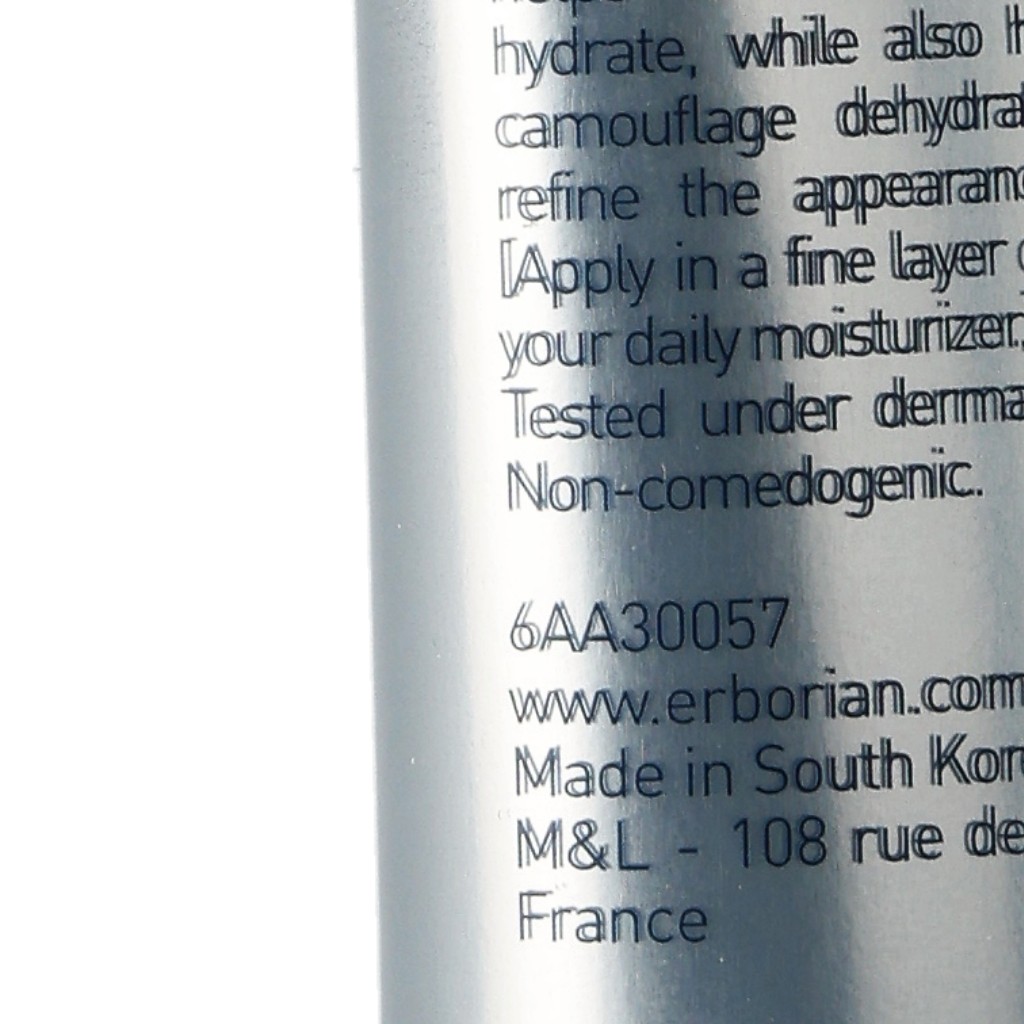 hydrate, while also
camouflage
refine the
[Apply in a fine layer
your daily moisturizer.
Tested under
Non-comedogenic.
6AA30057
www.erborian.com
Made in South
M&L - 108 rue de
France